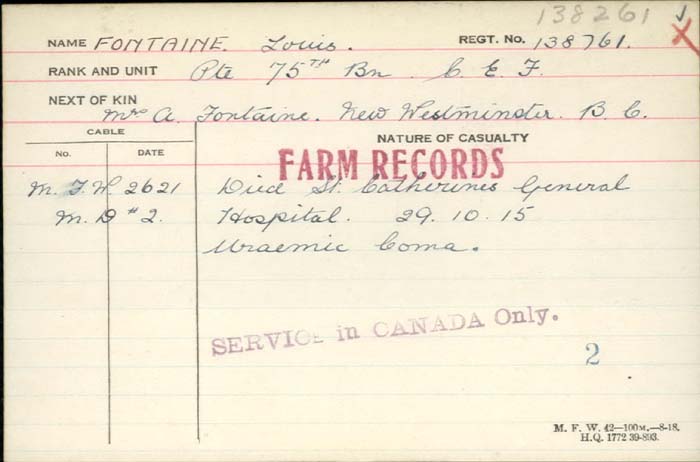 138261 ✓
X
NAME FONTAINE. Louis. REGT. No. 138761.
RANK AND UNIT Pte 75TH Bn. C. E. F.
NEXT OF KIN Mrs A. Fontaine. New Westminster. B. C.
CABLE NATURE OF CASUALTY
No. DATE
FARM RECORDS
M. F. W. 2621 Died St. Catherines General
M. D #2. Hospital. 29. 10. 15
Uraemic Coma.
SERVICE in CANADA Only.
2
M. F. W. 42—100M.—8-18.
H.Q. 1772 39-893.